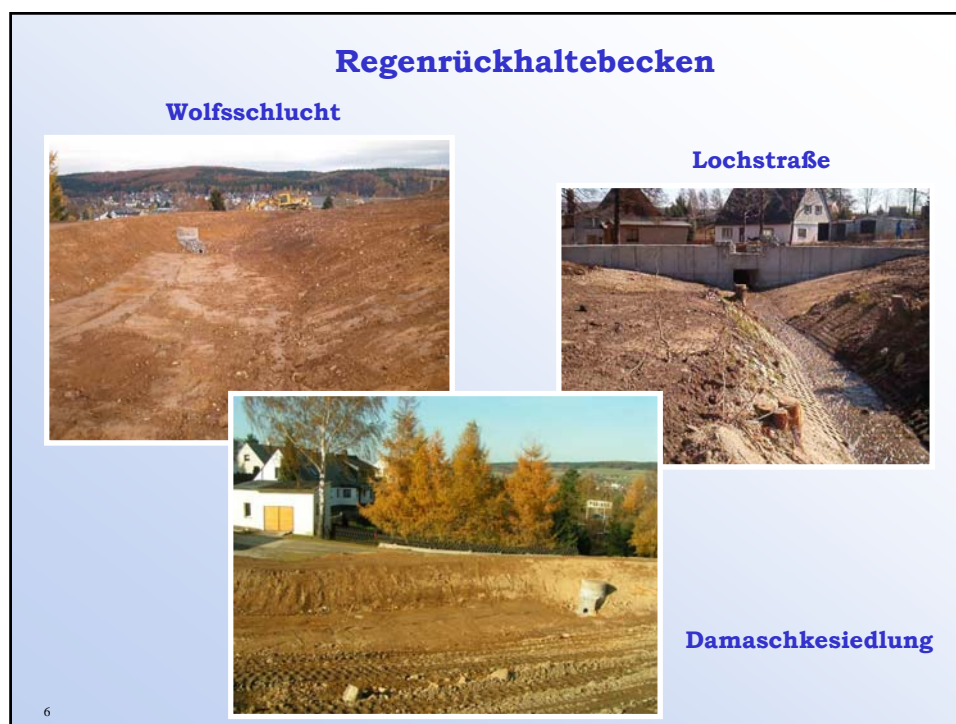 Regenrückhaltebecken
Wolfsschlucht
Lochstraße
Damaschkesiedlung
6